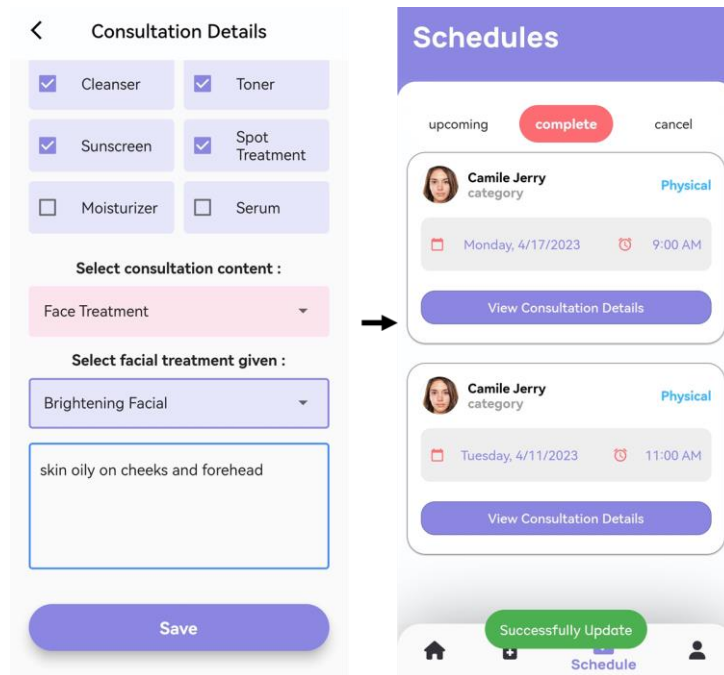 Consultation Details
Cleanser
Toner
Sunscreen
Spot
Treatment
Moisturizer
Serum
Select consultation content :
Face Treatment
Select facial treatment given :
Brightening Facial
skin oily on cheeks and forehead
Save
Schedules
upcoming
complete
cancel
Camile Jerry
category
Physical
Monday, 4/17/2023
9:00 AM
View Consultation Details
Camile Jerry
category
Physical
Tuesday, 4/11/2023
11:00 AM
View Consultation Details
Successfully Update
Schedule